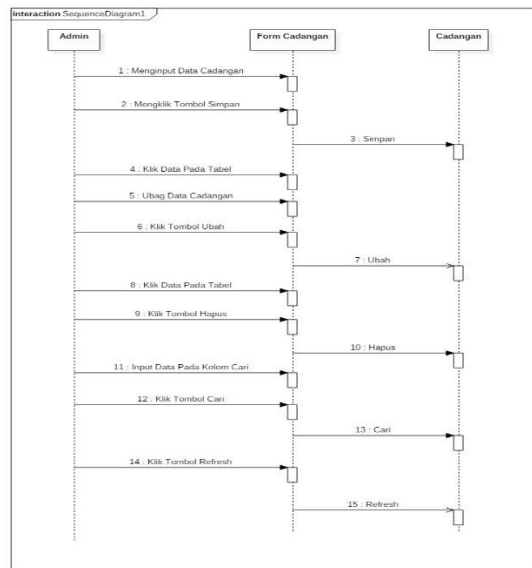 interaction SequenceDiagram1
Admin
Form Cadangan
Cadangan
1 : Menginput Data Cadangan
2 : Mengklik Tombol Simpan
3 : Simpan
4 : Klik Data Pada Tabel
5 : Ubag Data Cadangan
6 : Klik Tombol Ubah
7 : Ubah
8 : Klik Data Pada Tabel
9 : Klik Tombol Hapus
10 : Hapus
11 : Input Data Pada Kolom Cari
12 : Klik Tombol Cari
13 : Cari
14 : Klik Tombol Refresh
15 : Refresh